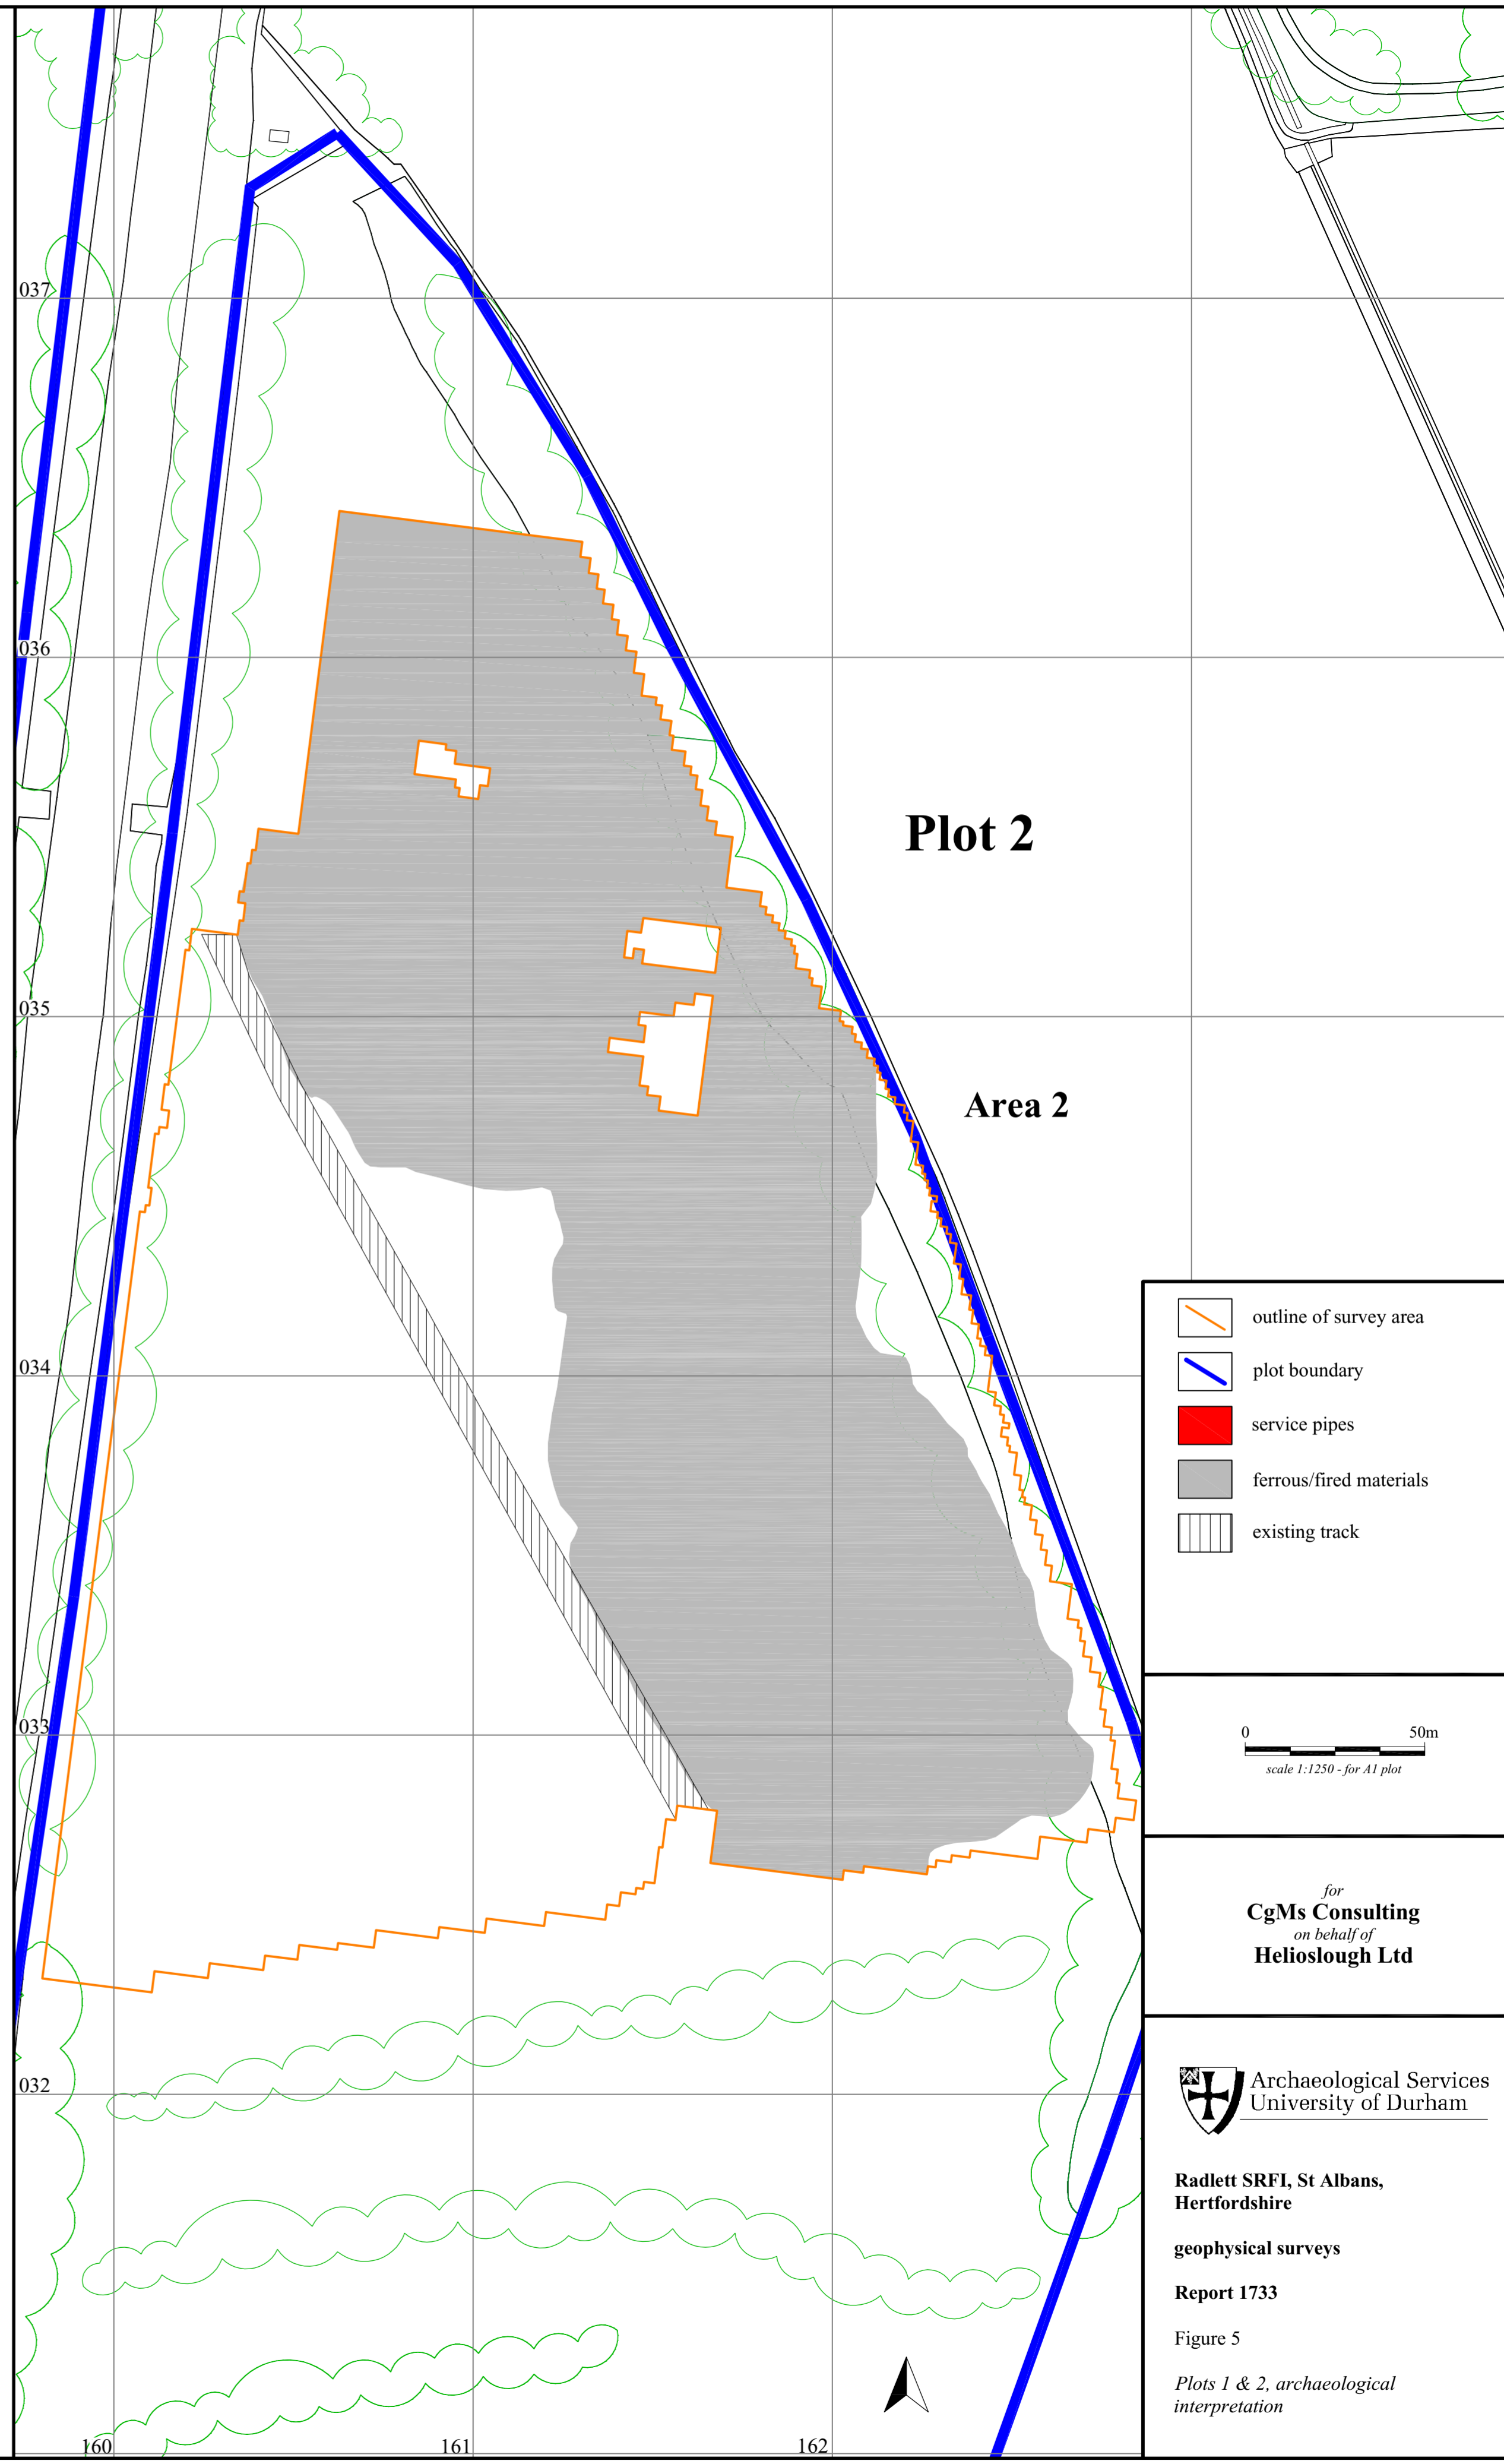 037
036
Plot 2
035
Area 2
034
033
032
160
161
162
outline of survey area
plot boundary
service pipes
ferrous/fired materials
existing track
0 50m
scale 1:1250 - for A1 plot
for
CgMs Consulting
on behalf of
Helioslough Ltd
Archaeological Services
University of Durham
Radlett SRFI, St Albans,
Hertfordshire
geophysical surveys
Report 1733
Figure 5
Plots 1 & 2, archaeological
interpretation